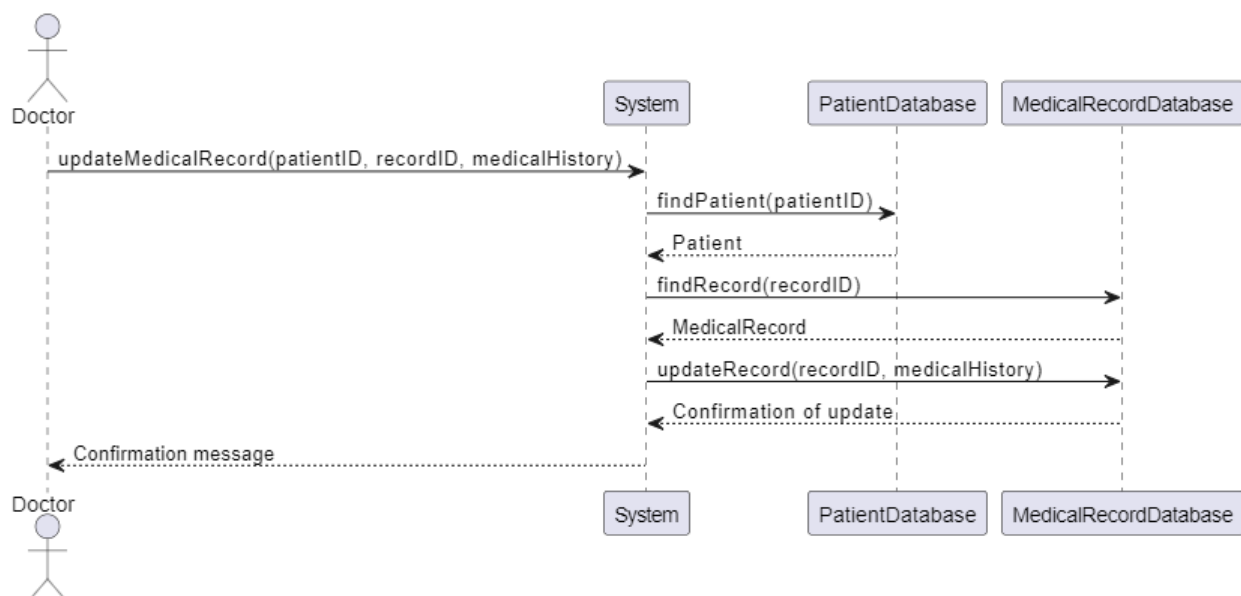 Doctor
System
PatientDatabase
MedicalRecordDatabase
updateMedicalRecord(patientID, recordID, medicalHistory)
findPatient(patientID)
Patient
findRecord(recordID)
MedicalRecord
updateRecord(recordID, medicalHistory)
Confirmation of update
Confirmation message
Doctor
System
PatientDatabase
MedicalRecordDatabase